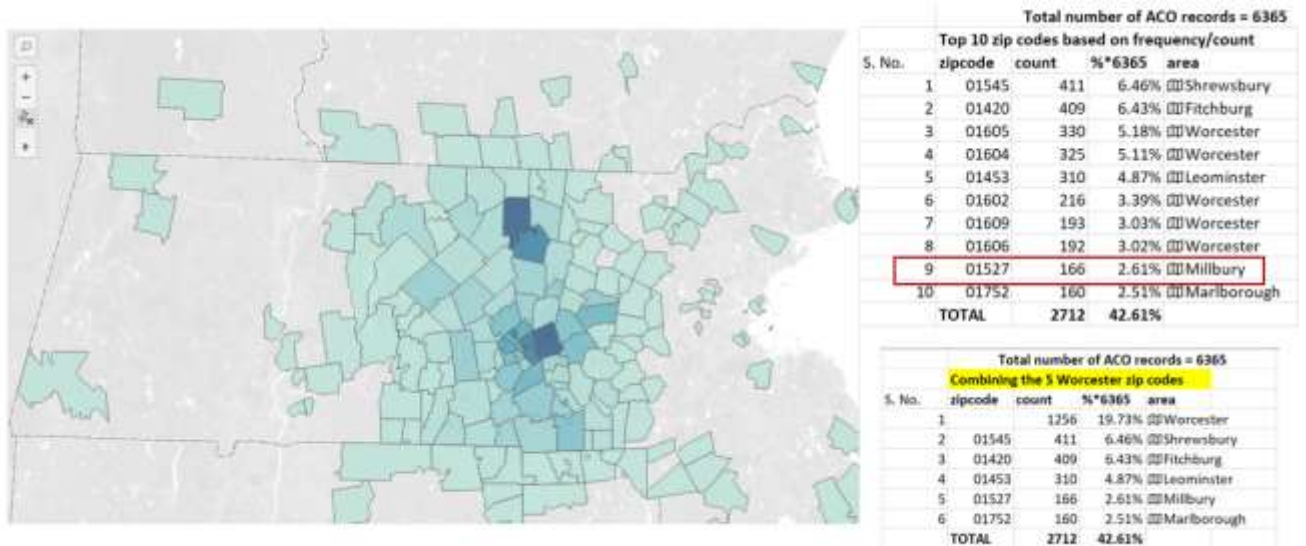 Total number of ACO records = 6365
Top 10 zip codes based on frequency/count
S. No. zipcode count %*6365 area
1 01545 411 6.46% Shrewsbury
2 01420 409 6.43% Fitchburg
3 01605 330 5.18% Worcester
4 01604 325 5.11% Worcester
5 01453 310 4.87% Leominster
6 01602 216 3.39% Worcester
7 01609 193 3.03% Worcester
8 01606 192 3.02% Worcester
9 01527 166 2.61% Millbury
10 01752 160 2.51% Marlborough
TOTAL 2712 42.61%
Total number of ACO records = 6365
Combining the 5 Worcester zip codes
S. No. zipcode count %*6365 area
1 1256 19.73% Worcester
2 01545 411 6.46% Shrewsbury
3 01420 409 6.43% Fitchburg
4 01453 310 4.87% Leominster
5 01527 166 2.61% Millbury
6 01752 160 2.51% Marlborough
TOTAL 2712 42.61%